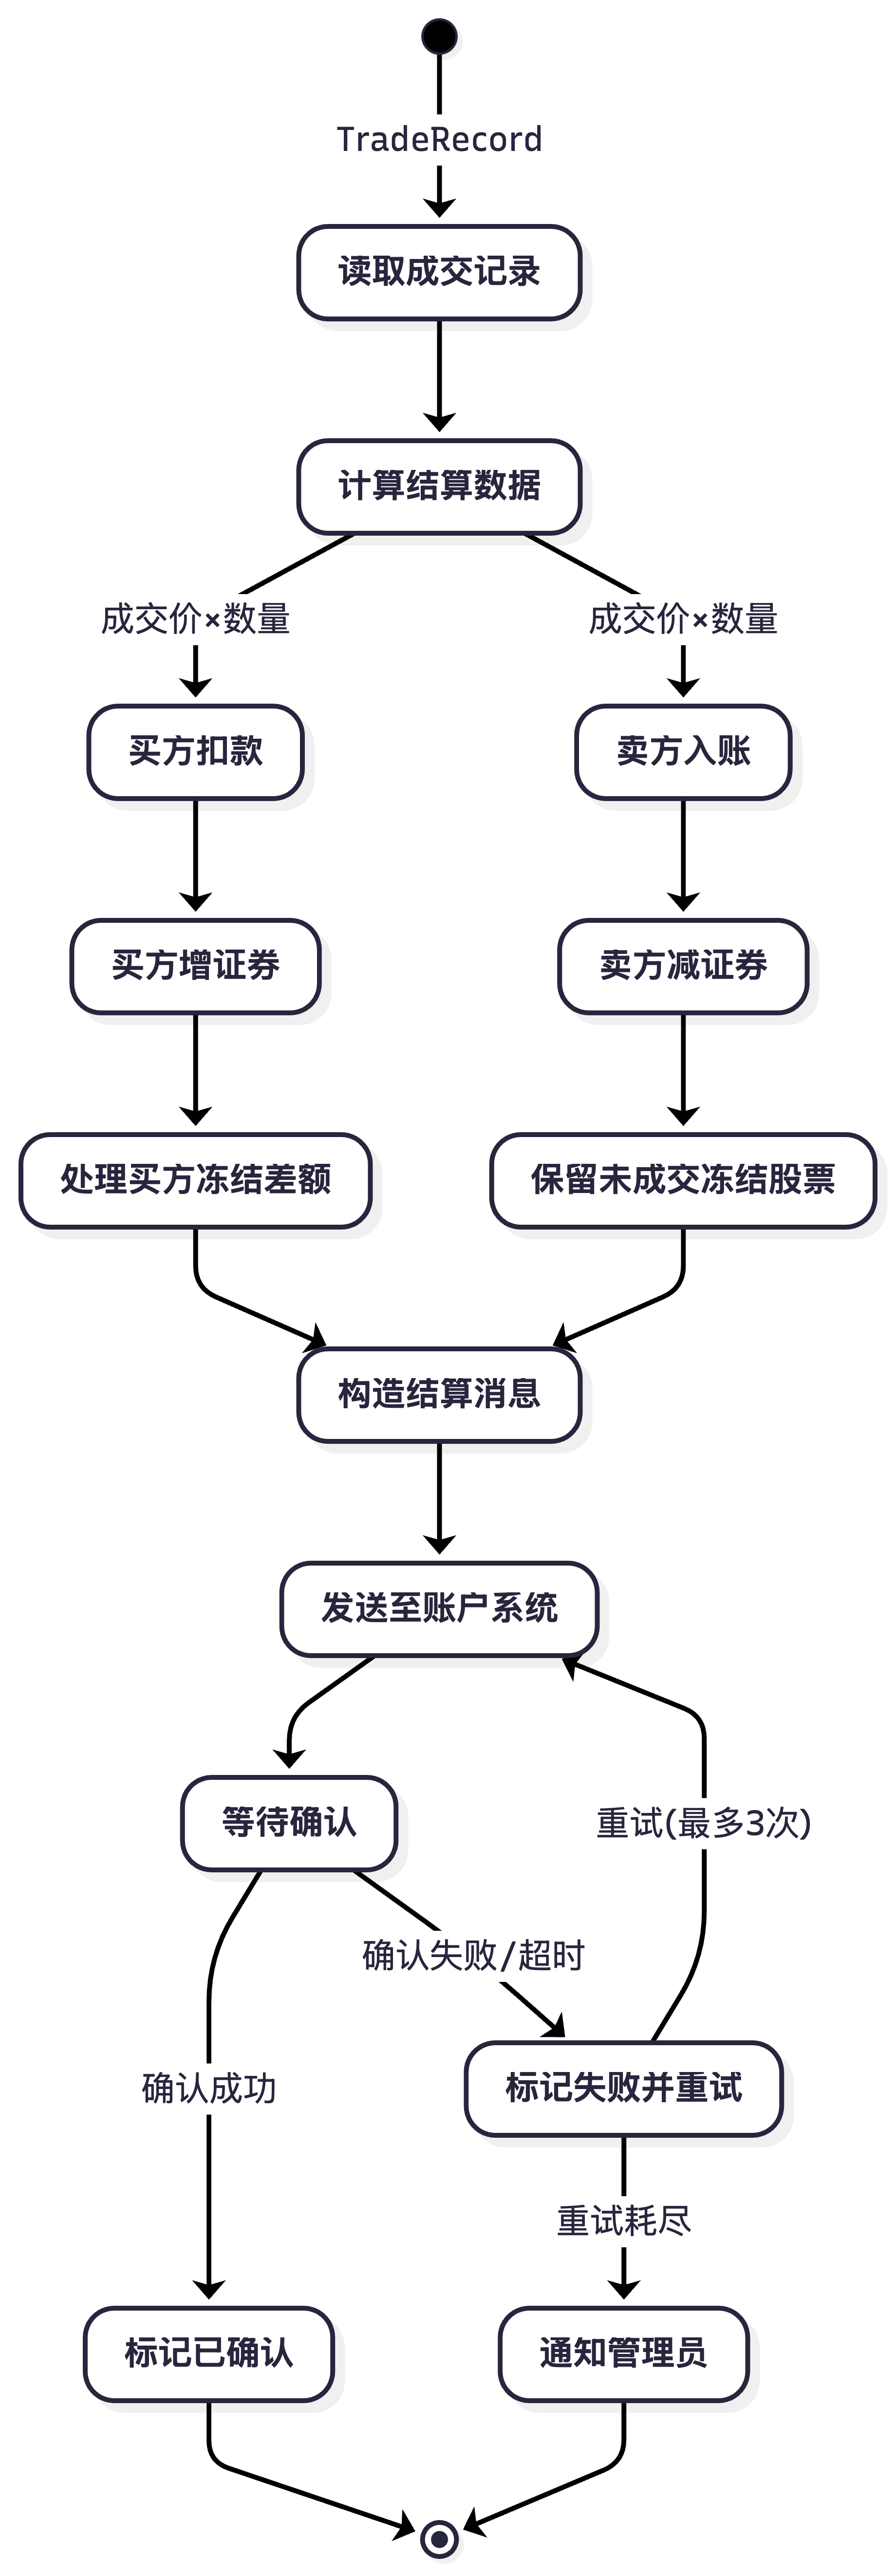 TradeRecord
读取成交记录
计算结算数据
成交价×数量
成交价×数量
买方扣款
卖方入账
买方增证券
卖方减证券
处理买方冻结差额
保留未成交冻结股票
构造结算消息
发送至账户系统
等待确认
重试(最多3次)
确认失败/超时
确认成功
标记失败并重试
重试耗尽
标记已确认
通知管理员